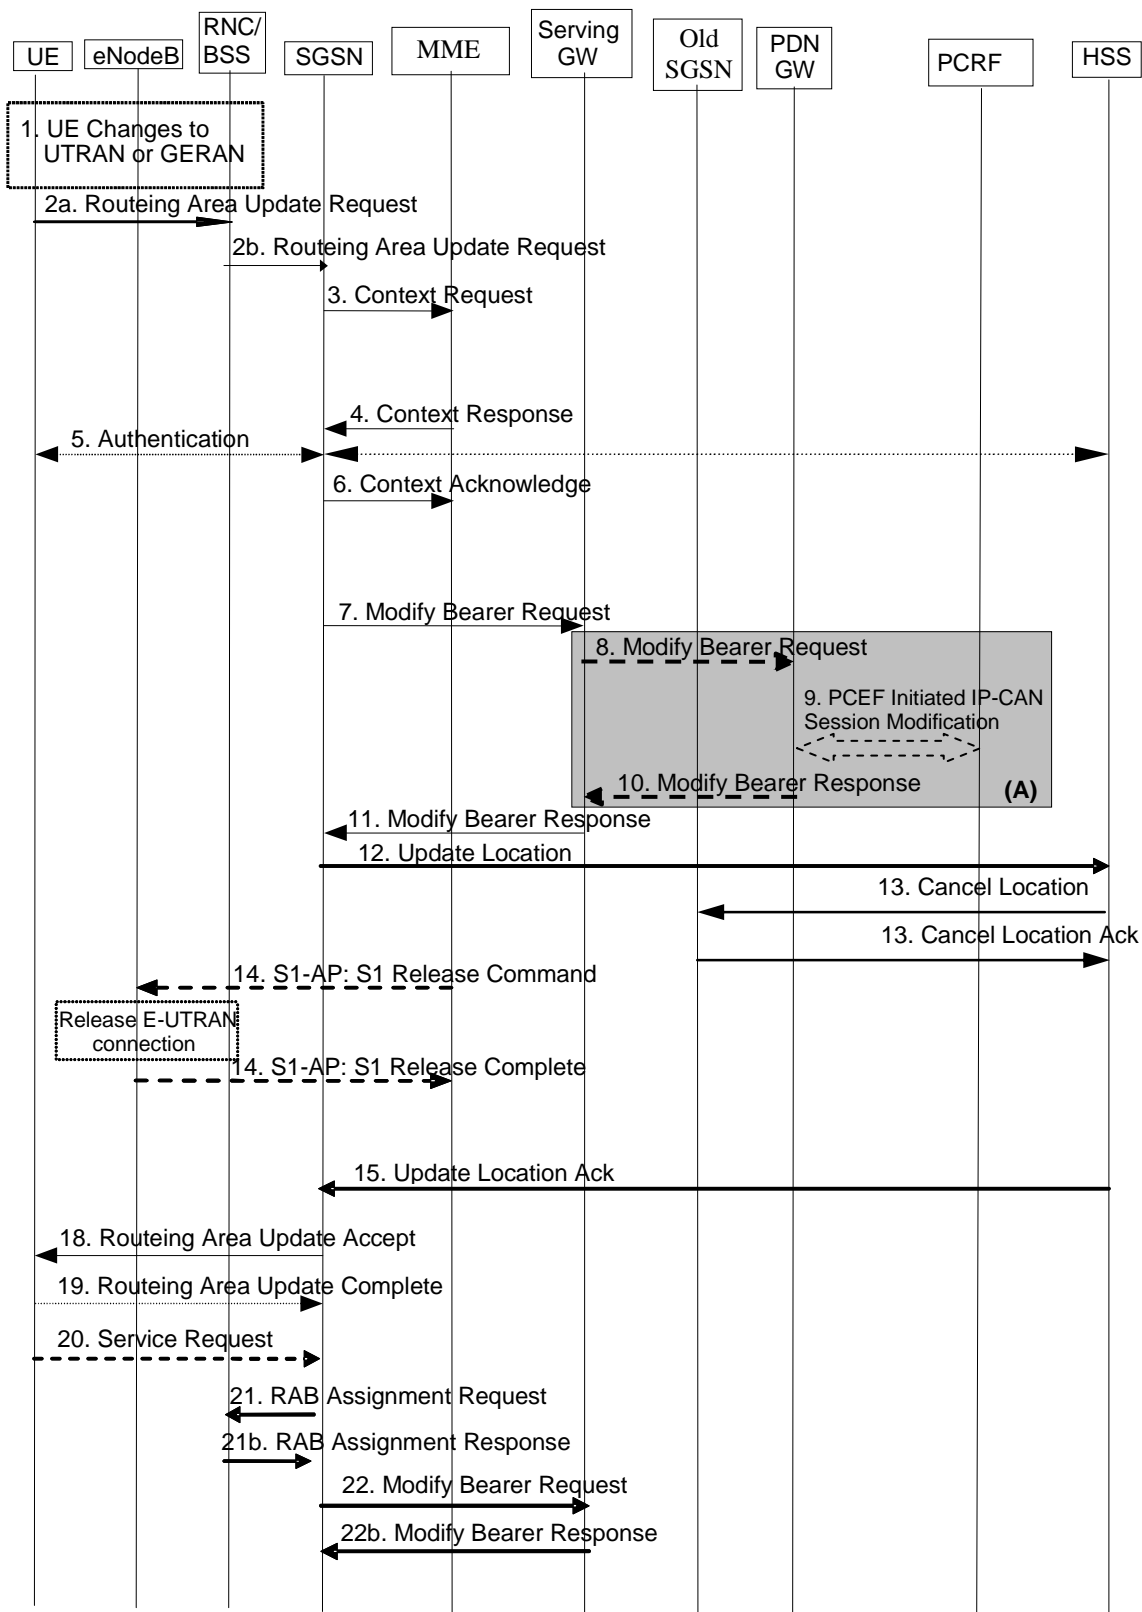 UE
eNodeB
RNC/
BSS
SGSN
MME
Serving
GW
Old
SGSN
PDN
GW
PCRF
HSS
1. UE Changes to
UTRAN or GERAN
2a. Routeing Area Update Request
2b. Routeing Area Update Request
3. Context Request
4. Context Response
5. Authentication
6. Context Acknowledge
7. Modify Bearer Request
8. Modify Bearer Request
9. PCEF Initiated IP-CAN
Session Modification
10. Modify Bearer Response
(A)
11. Modify Bearer Response
12. Update Location
13. Cancel Location
13. Cancel Location Ack
14. S1-AP: S1 Release Command
Release E-UTRAN
connection
14. S1-AP: S1 Release Complete
15. Update Location Ack
18. Routeing Area Update Accept
19. Routeing Area Update Complete
20. Service Request
21. RAB Assignment Request
21b. RAB Assignment Response
22. Modify Bearer Request
22b. Modify Bearer Response